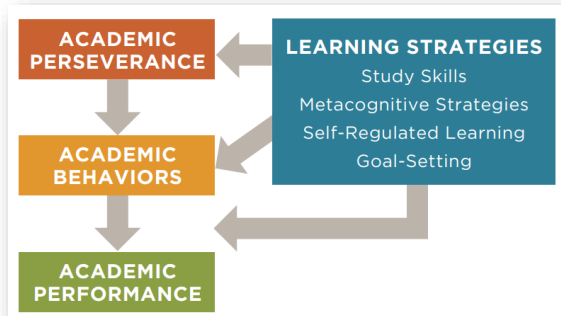 ACADEMIC
PERSEVERANCE
LEARNING STRATEGIES
Study Skills
Metacognitive Strategies
Self-Regulated Learning
Goal-Setting
ACADEMIC
BEHAVIORS
ACADEMIC
PERFORMANCE